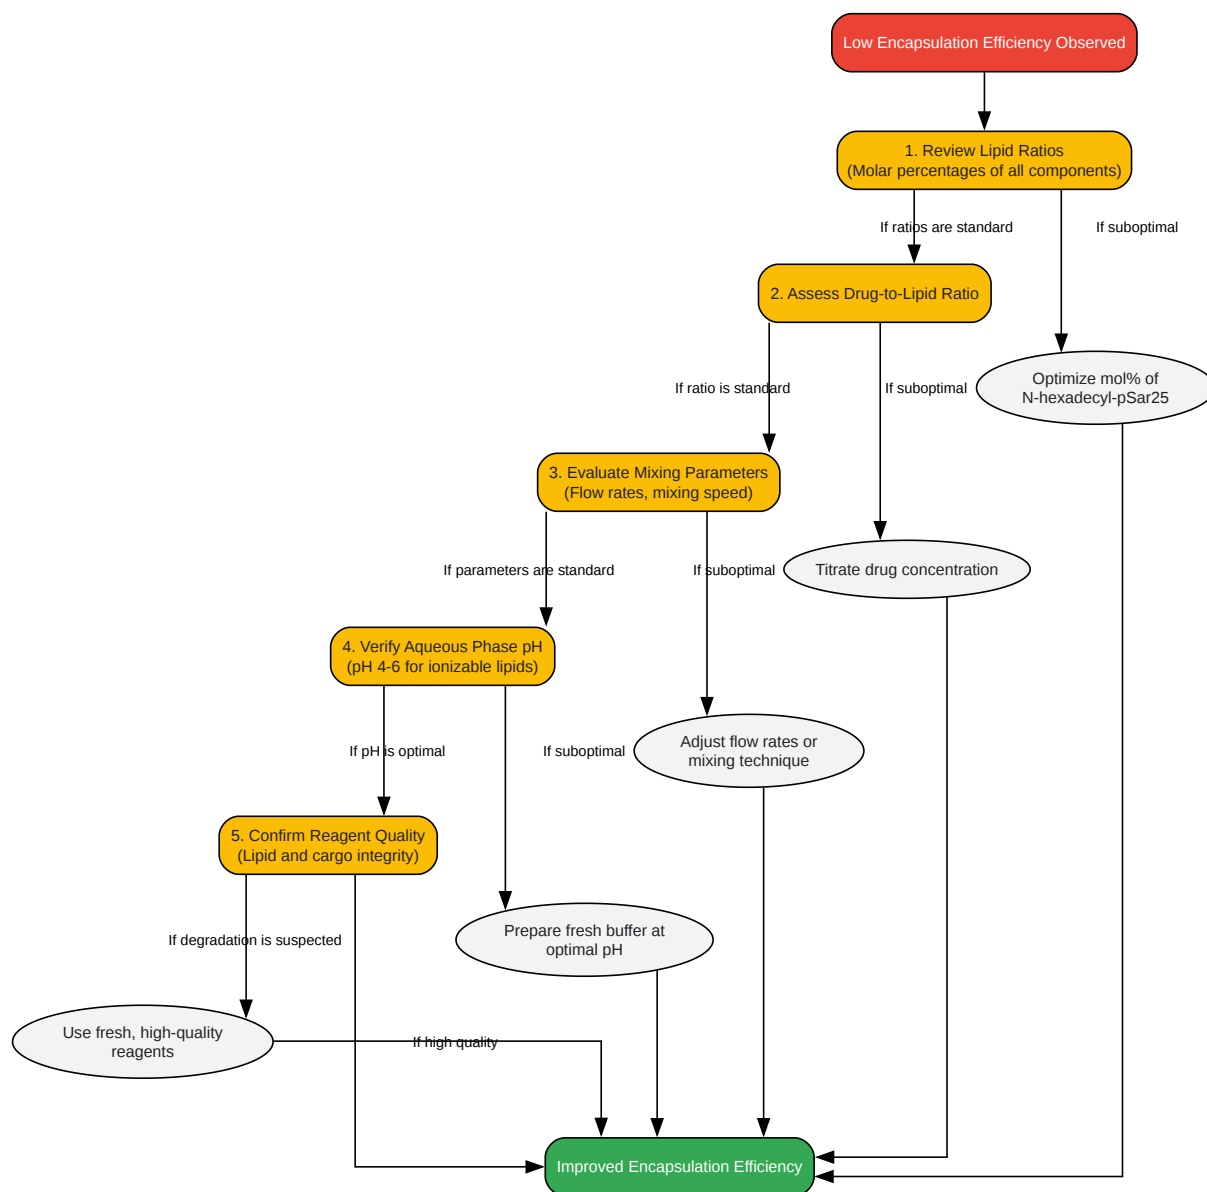 Low Encapsulation Efficiency Observed
1. Review Lipid Ratios
(Molar percentages of all components)
If ratios are standard
If suboptimal
2. Assess Drug-to-Lipid Ratio
If ratio is standard
If suboptimal
Optimize mol% of
N-hexadecyl-pSar25
3. Evaluate Mixing Parameters
(Flow rates, mixing speed)
If parameters are standard
If suboptimal
Titrate drug concentration
4. Verify Aqueous Phase pH
(pH 4-6 for ionizable lipids)
If pH is optimal
If suboptimal
Adjust flow rates or
mixing technique
5. Confirm Reagent Quality
(Lipid and cargo integrity)
If degradation is suspected
Prepare fresh buffer at
optimal pH
Use fresh, high-quality
reagents
If high quality
Improved Encapsulation Efficiency